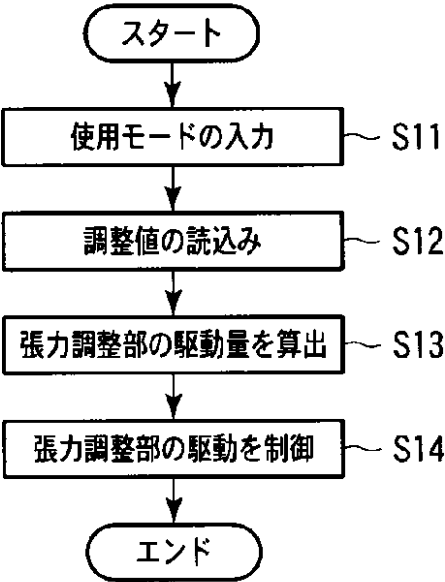 スタート
使用モードの入力 S11
調整値の読込み S12
張力調整部の駆動量を算出 S13
張力調整部の駆動を制御 S14
エンド